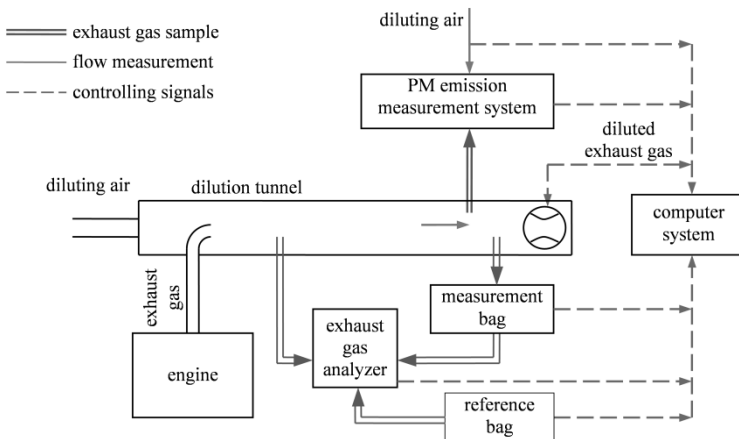 exhaust gas sample
flow measurement
controlling signals
diluting air
PM emission
measurement system
diluted
exhaust gas
diluting air
dilution tunnel
computer
system
exhaust
gas
measurement
bag
exhaust
gas
analyzer
engine
reference
bag